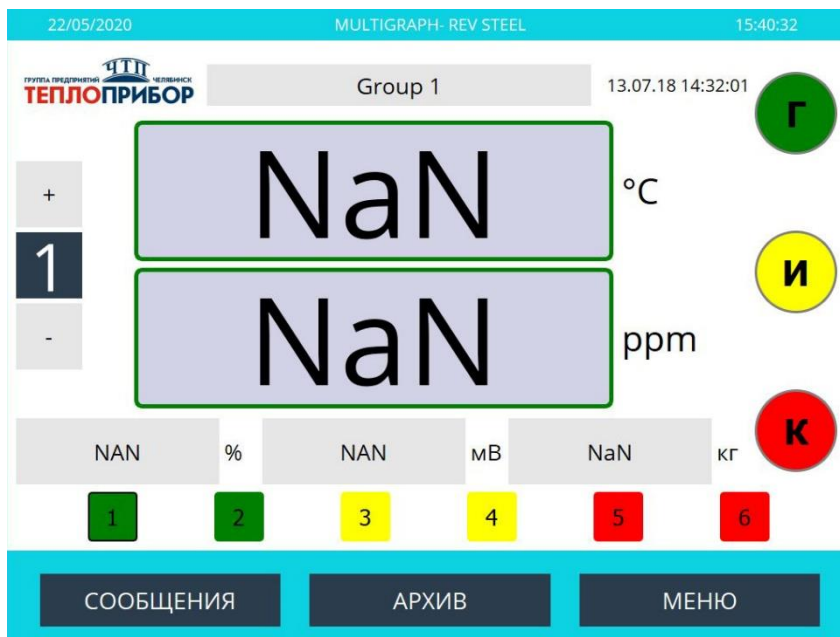 22/05/2020 MULTIGRAPH- REV STEEL 15:40:32
ГРУППА ПРЕДПРИЯТИЙ ЧТП ЧЕЛЯБИНСК
ТЕПЛОПРИБОР
Group 1
13.07.18 14:32:01
Г
+
NaN °C
1
И
-
NaN ppm
К
NAN % NAN мВ NaN кг
1 2 3 4 5 6
СООБЩЕНИЯ АРХИВ МЕНЮ